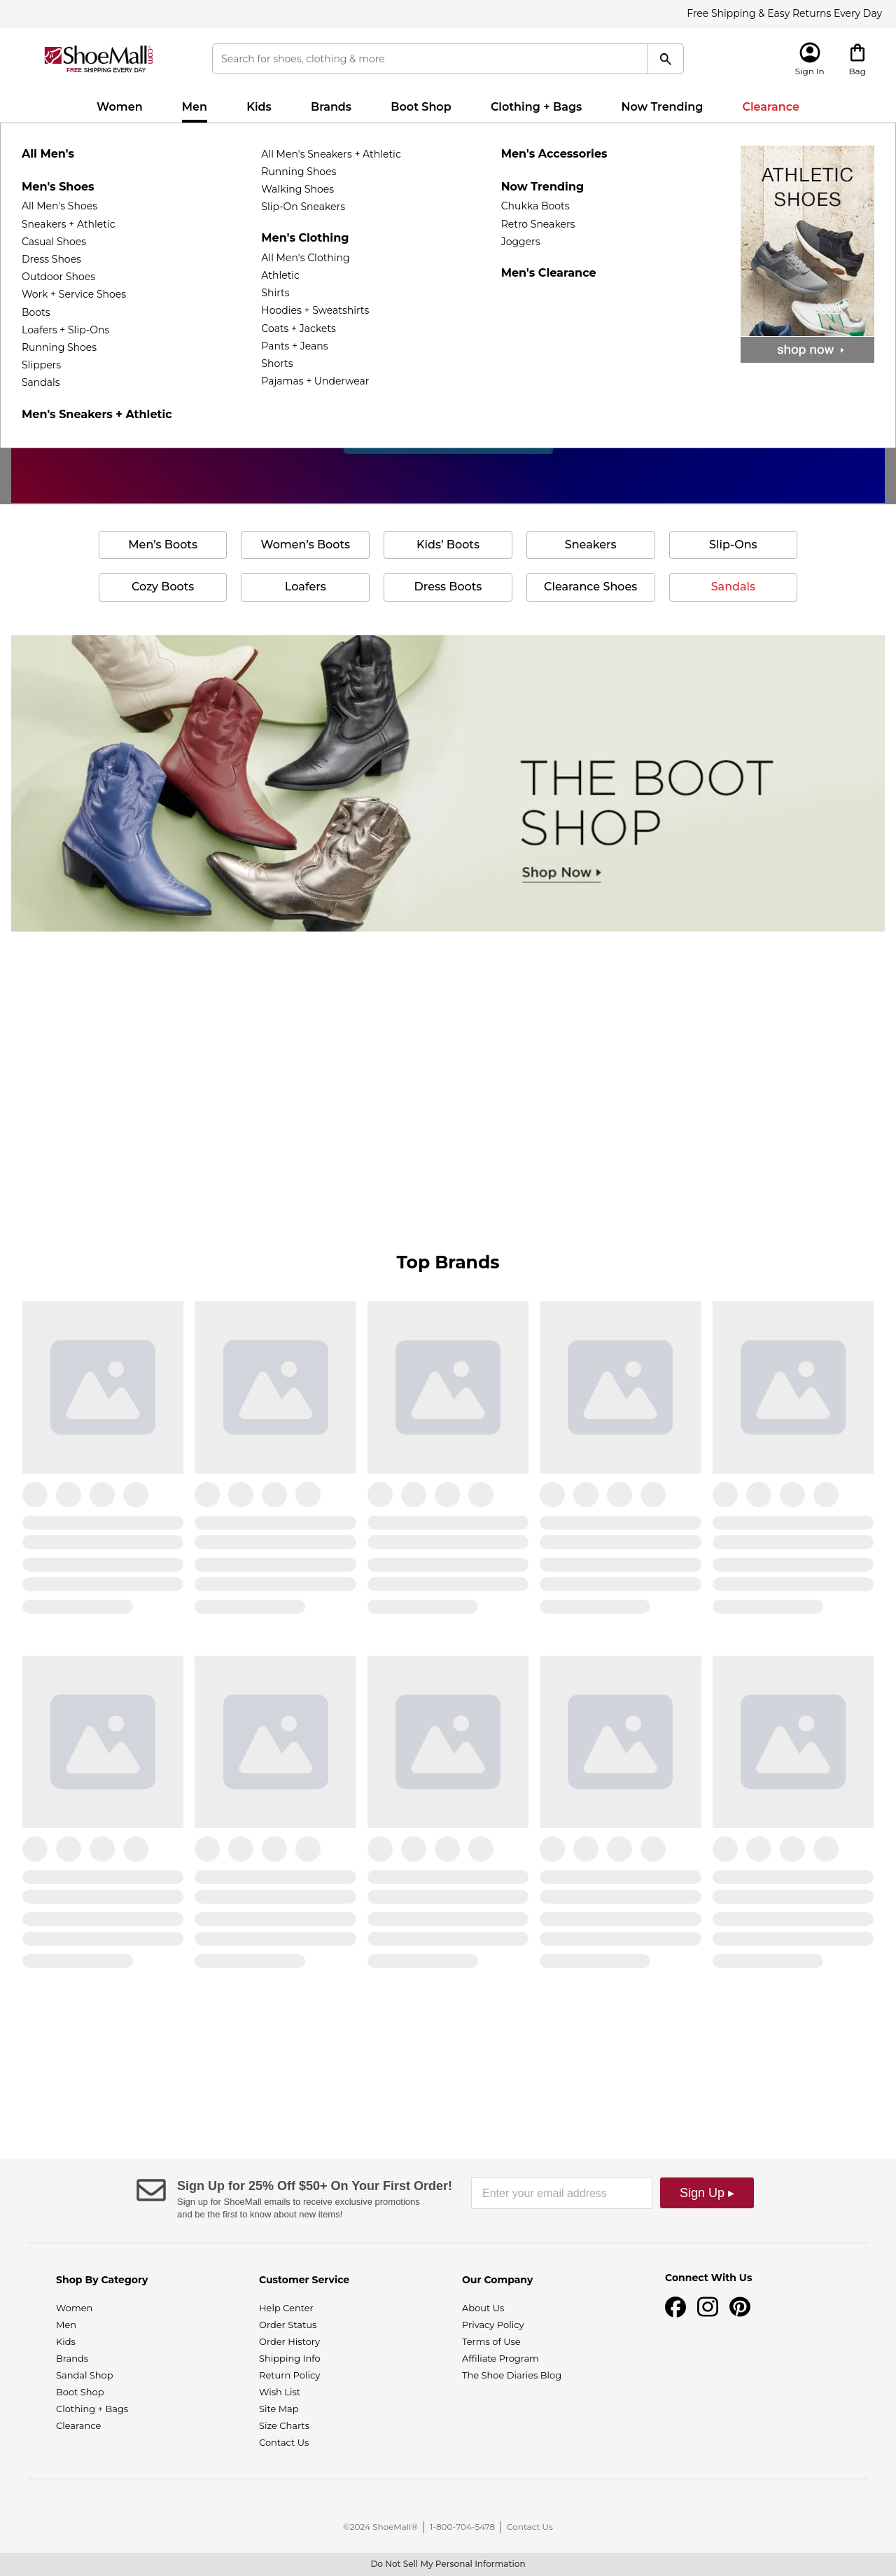 Free Shipping & Easy Returns Every Day
ShoeMall.com
FREE SHIPPING EVERY DAY
Search for shoes, clothing & more
Sign In
Bag
Women
Men
Kids
Brands
Boot Shop
Clothing + Bags
Now Trending
Clearance
All Men's
Men's Shoes
All Men's Shoes
Sneakers + Athletic
Casual Shoes
Dress Shoes
Outdoor Shoes
Work + Service Shoes
Boots
Loafers + Slip-Ons
Running Shoes
Slippers
Sandals
Men's Sneakers + Athletic
All Men's Sneakers + Athletic
Running Shoes
Walking Shoes
Slip-On Sneakers
Men's Clothing
All Men's Clothing
Athletic
Shirts
Hoodies + Sweatshirts
Coats + Jackets
Pants + Jeans
Shorts
Pajamas + Underwear
Men's Accessories
Now Trending
Chukka Boots
Retro Sneakers
Joggers
Men's Clearance
ATHLETIC
SHOES
shop now
Men’s Boots
Women’s Boots
Kids’ Boots
Sneakers
Slip-Ons
Cozy Boots
Loafers
Dress Boots
Clearance Shoes
Sandals
THE BOOT
SHOP
Shop Now
Top Brands
Sign Up for 25% Off $50+ On Your First Order!
Sign up for ShoeMall emails to receive exclusive promotions
and be the first to know about new items!
Enter your email address
Sign Up ▸
Shop By Category
Women
Men
Kids
Brands
Sandal Shop
Boot Shop
Clothing + Bags
Clearance
Customer Service
Help Center
Order Status
Order History
Shipping Info
Return Policy
Wish List
Site Map
Size Charts
Contact Us
Our Company
About Us
Privacy Policy
Terms of Use
Affiliate Program
The Shoe Diaries Blog
Connect With Us
©2024 ShoeMall®
1-800-704-5478
Contact Us
Do Not Sell My Personal Information